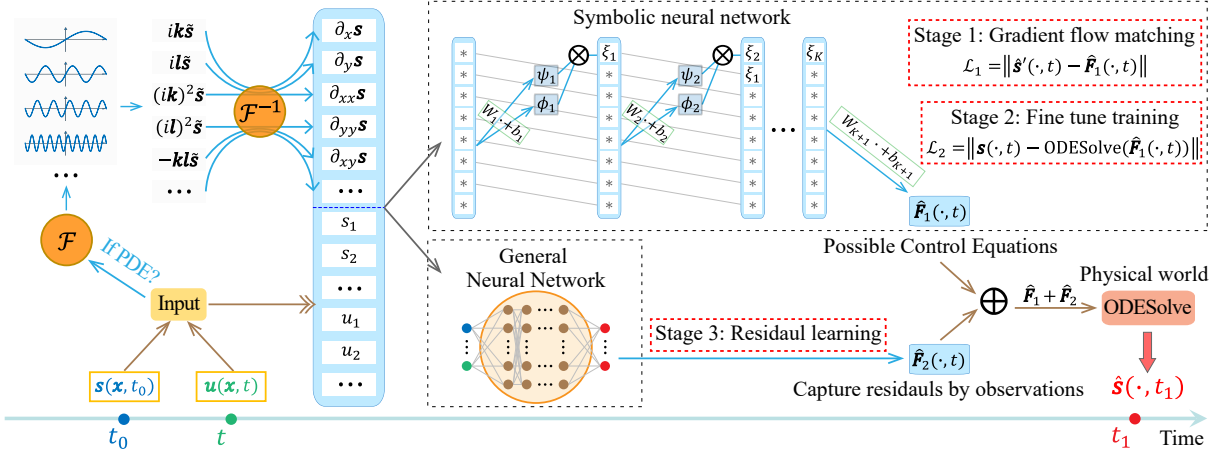 i𝒌s̃
i𝒍s̃
(i𝒌)²s̃
(i𝒍)²s̃
−𝒌𝒍s̃
•••
ℱ⁻¹
∂ₓ𝒔
∂ᵧ𝒔
∂ₓₓ𝒔
∂ᵧᵧ𝒔
∂ₓᵧ𝒔
•••
s₁
s₂
•••
u₁
u₂
•••
•••
ℱ
If PDE?
Input
𝒔(𝒙, t₀)
𝒖(𝒙, t)
Symbolic neural network
* * * * * * * *
W₁·+b₁
ψ₁
ϕ₁
⊗
ξ₁
* * * * * * *
W₂·+b₂
ψ₂
ϕ₂
⊗
ξ₂
ξ₁
* * * * * *
•••
ξ_K
* * * * * * *
W_{K+1}·+b_{K+1}
F̂₁(·, t)
Stage 1: Gradient flow matching
ℒ₁ =‖ŝ′(·, t) − F̂₁(·, t)‖
Stage 2: Fine tune training
ℒ₂ =‖𝒔(·, t) − ODESolve(F̂₁(·, t))‖
General
Neural Network
Stage 3: Residaul learning
F̂₂(·, t)
Capture residauls by observations
Possible Control Equations
⊕
F̂₁ + F̂₂
Physical world
ODESolve
ŝ(·, t₁)
t₀
t
t₁
Time